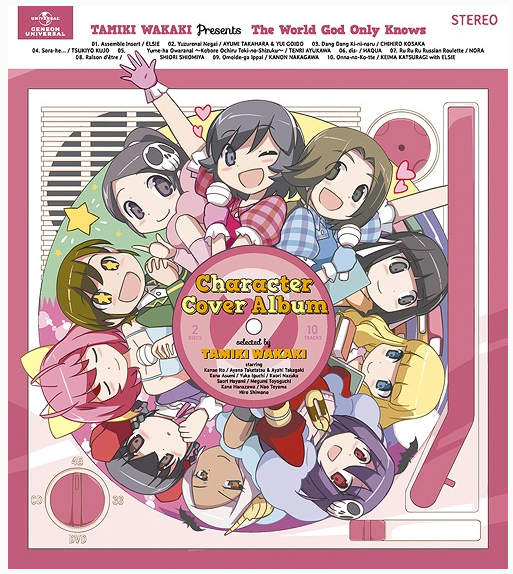 STEREO
UNIVERSAL
GENEON
UNIVERSAL
TAMIKI WAKAKI Presents The World God Only Knows
01. Assemble Insert / ELSIE 02. Yuzurenai Negai / AYUMI TAKAHARA & YUI GOIDO 03. Dang Dang Ki-ni-naru / CHIHIRO KOSAKA
04. Sora-he... / TSUKIYO KUJO 05. Yume-ha Owaranai ～Kobore Ochiru Toki-no-Shizuku～ / TENRI AYUKAWA 06. dis- / HAQUA 07. Ru Ru Ru Russian Roulette / NORA
08. Raison d'être / SHIORI SHIOMIYA 09. Omoide-ga Ippai / KANON NAKAGAWA 10. Onna-no-Ko-tte / KEIMA KATSURAGI with ELSIE
Character
Cover Album
2
DISCS
10
TRACKS
selected by
TAMIKI WAKAKI
starring
Kanae Ito / Ayana Taketatsu & Ayahi Takagaki
Kana Asumi / Yuka Iguchi / Kaori Nazuka
Saori Hayami / Megumi Toyoguchi
Kana Hanazawa / Nao Toyama
Hiro Shimono
45
CD
33
DVD